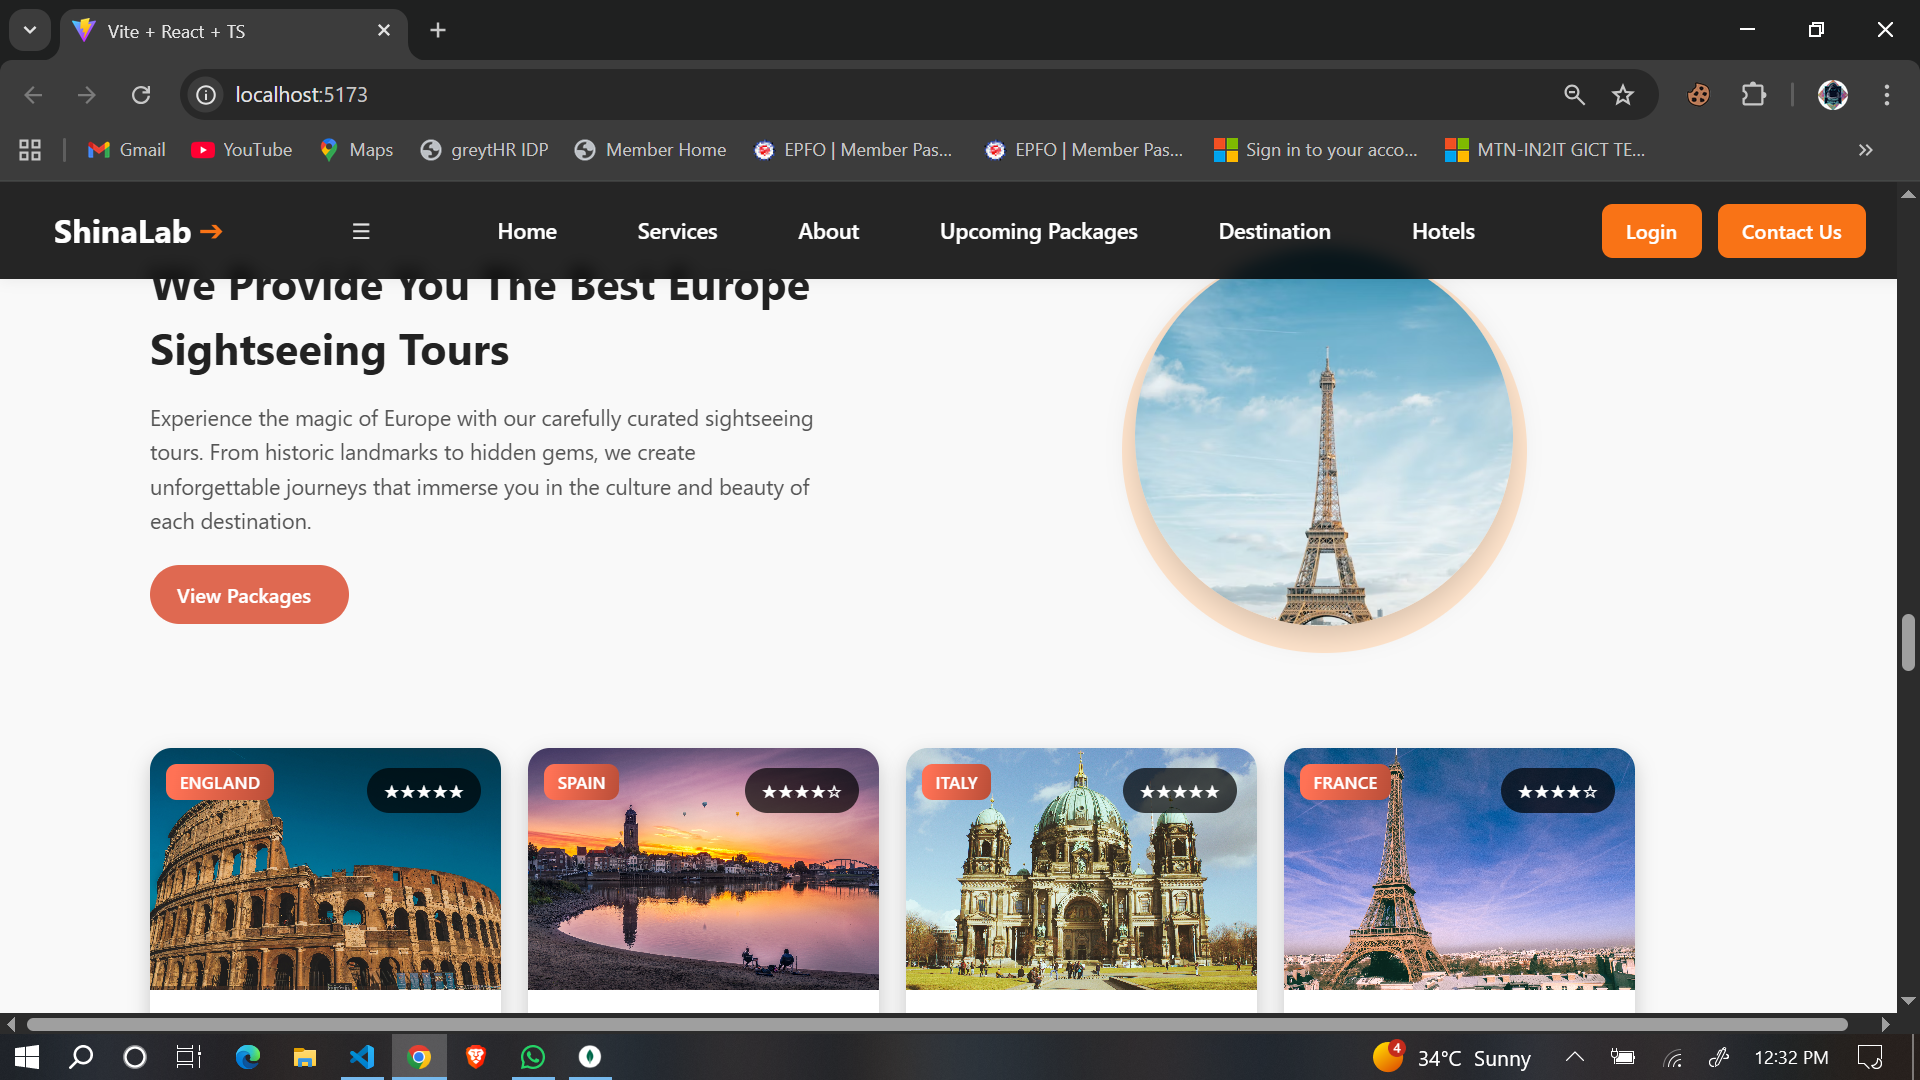 Vite + React + TS
localhost:5173
Gmail
YouTube
Maps
greytHR IDP
Member Home
EPFO | Member Pas...
EPFO | Member Pas...
Sign in to your acco...
MTN-IN2IT GICT TE...
ShinaLab ➔
☰
Home
Services
About
Upcoming Packages
Destination
Hotels
Login
Contact Us
We Provide You The Best Europe
Sightseeing Tours
Experience the magic of Europe with our carefully curated sightseeing
tours. From historic landmarks to hidden gems, we create
unforgettable journeys that immerse you in the culture and beauty of
each destination.
View Packages
ENGLAND
★★★★★
SPAIN
★★★★☆
ITALY
★★★★★
FRANCE
★★★★☆
4
34°C Sunny
12:32 PM